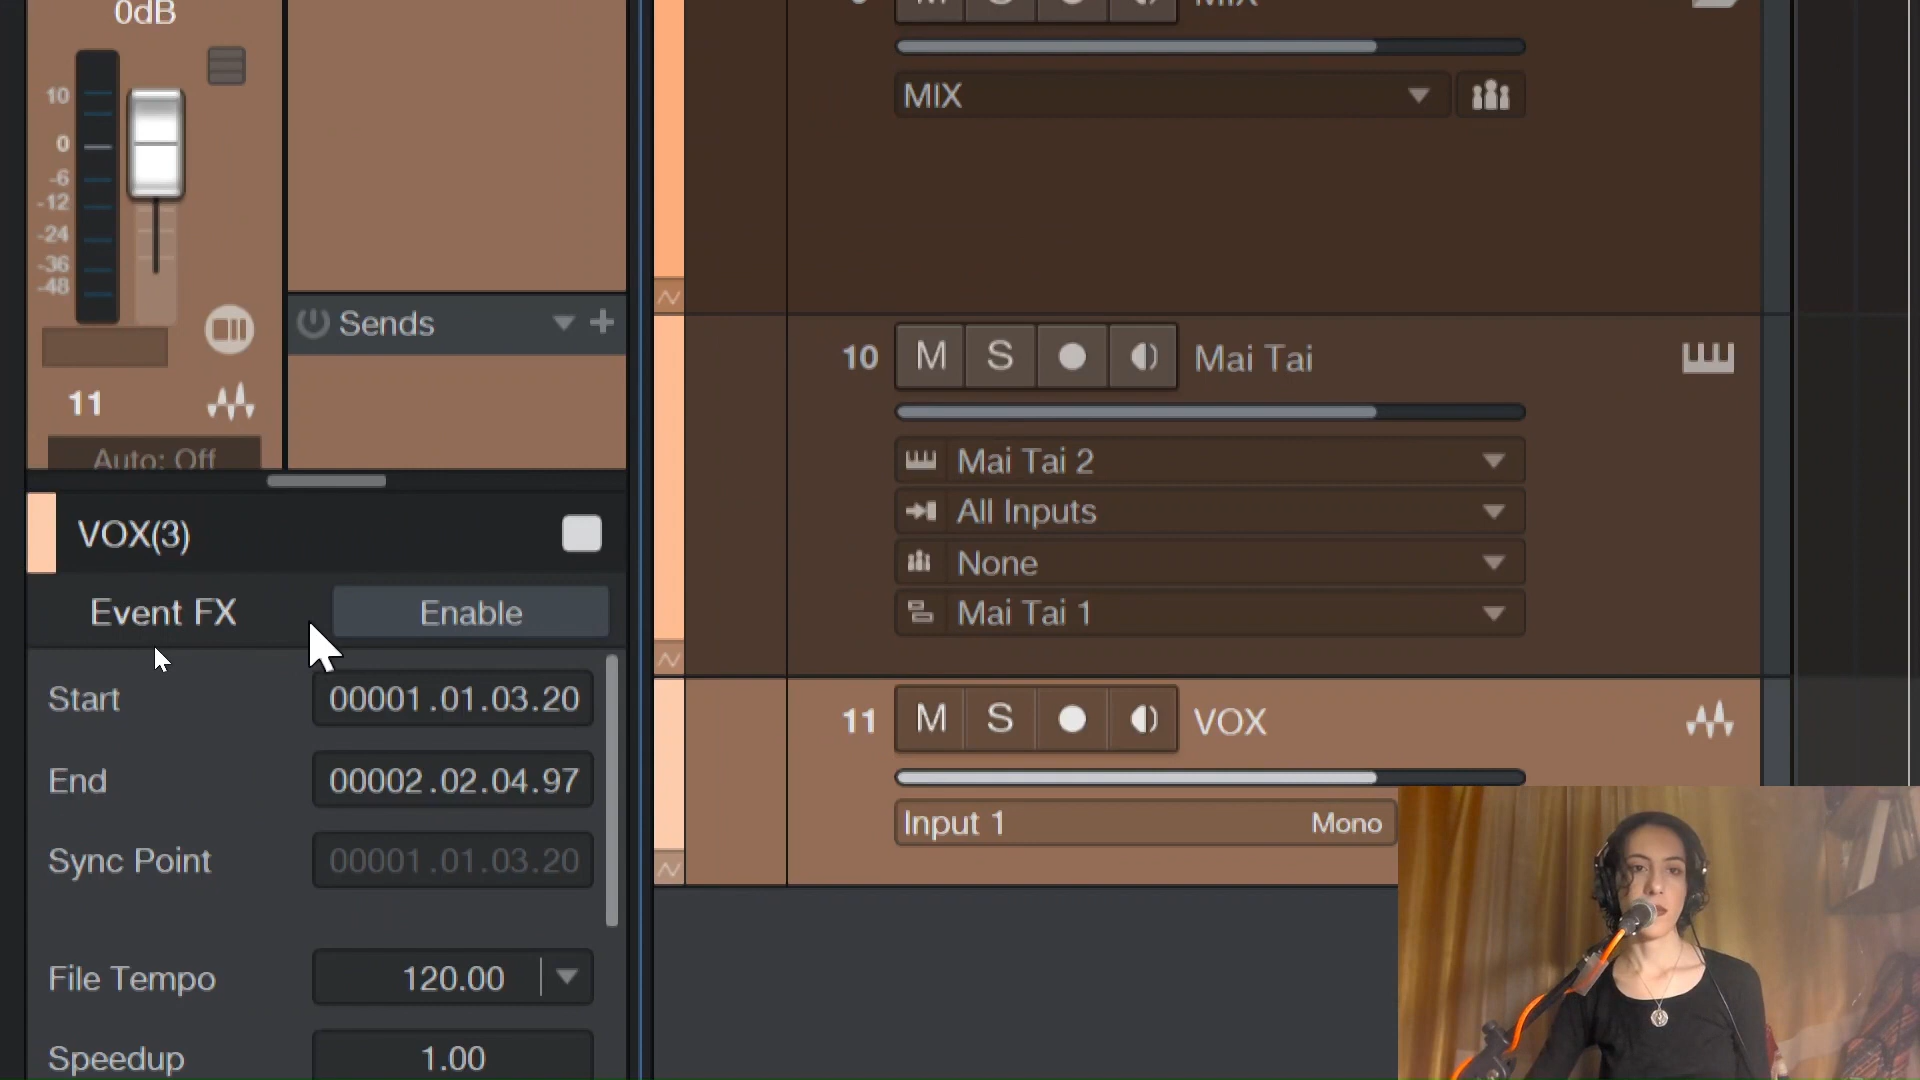 0dB
10
0
-6
-12
-24
-36
-48
11
Auto: Off
Sends
VOX(3)
Event FX
Enable
Start
00001.01.03.20
End
00002.02.04.97
Sync Point
00001.01.03.20
File Tempo
120.00
Speedup
1.00
MIX
MIX
10 M S Mai Tai
Mai Tai 2
All Inputs
None
Mai Tai 1
11 M S VOX
Input 1 Mono